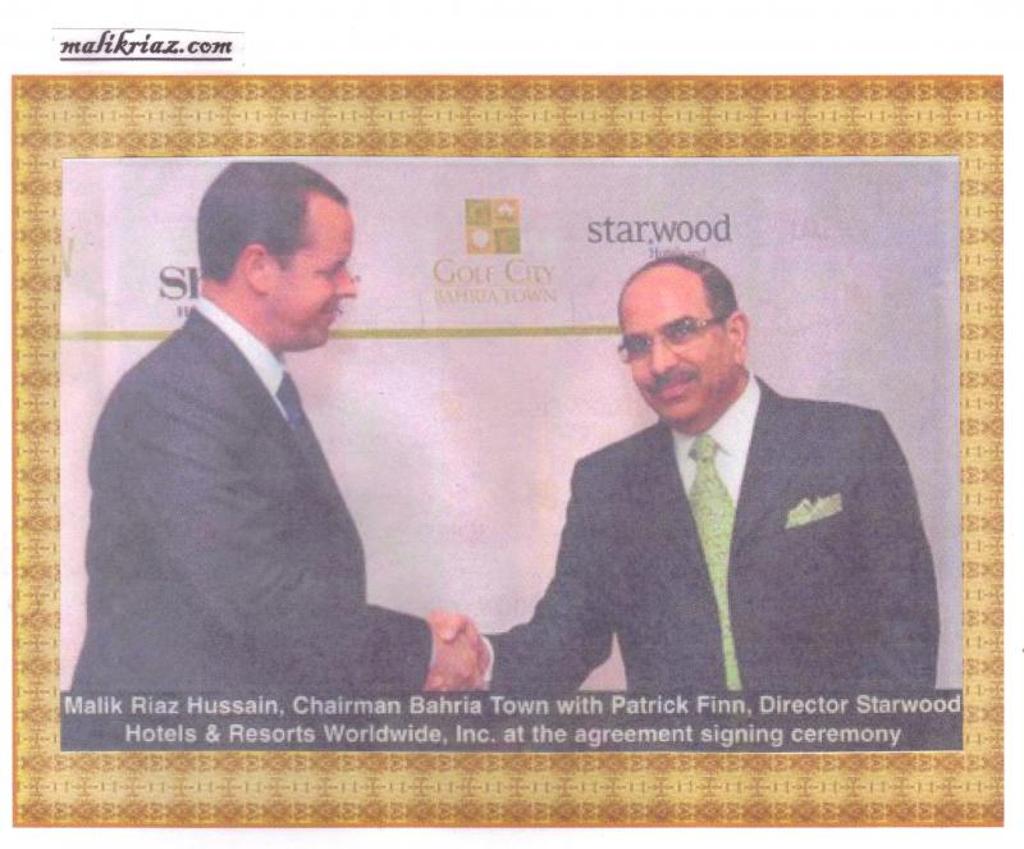 malikriaz.com
starwood
GOLF CITY
BAHRIA TOWN
Malik Riaz Hussain, Chairman Bahria Town with Patrick Finn, Director Starwood
Hotels & Resorts Worldwide, Inc. at the agreement signing ceremony